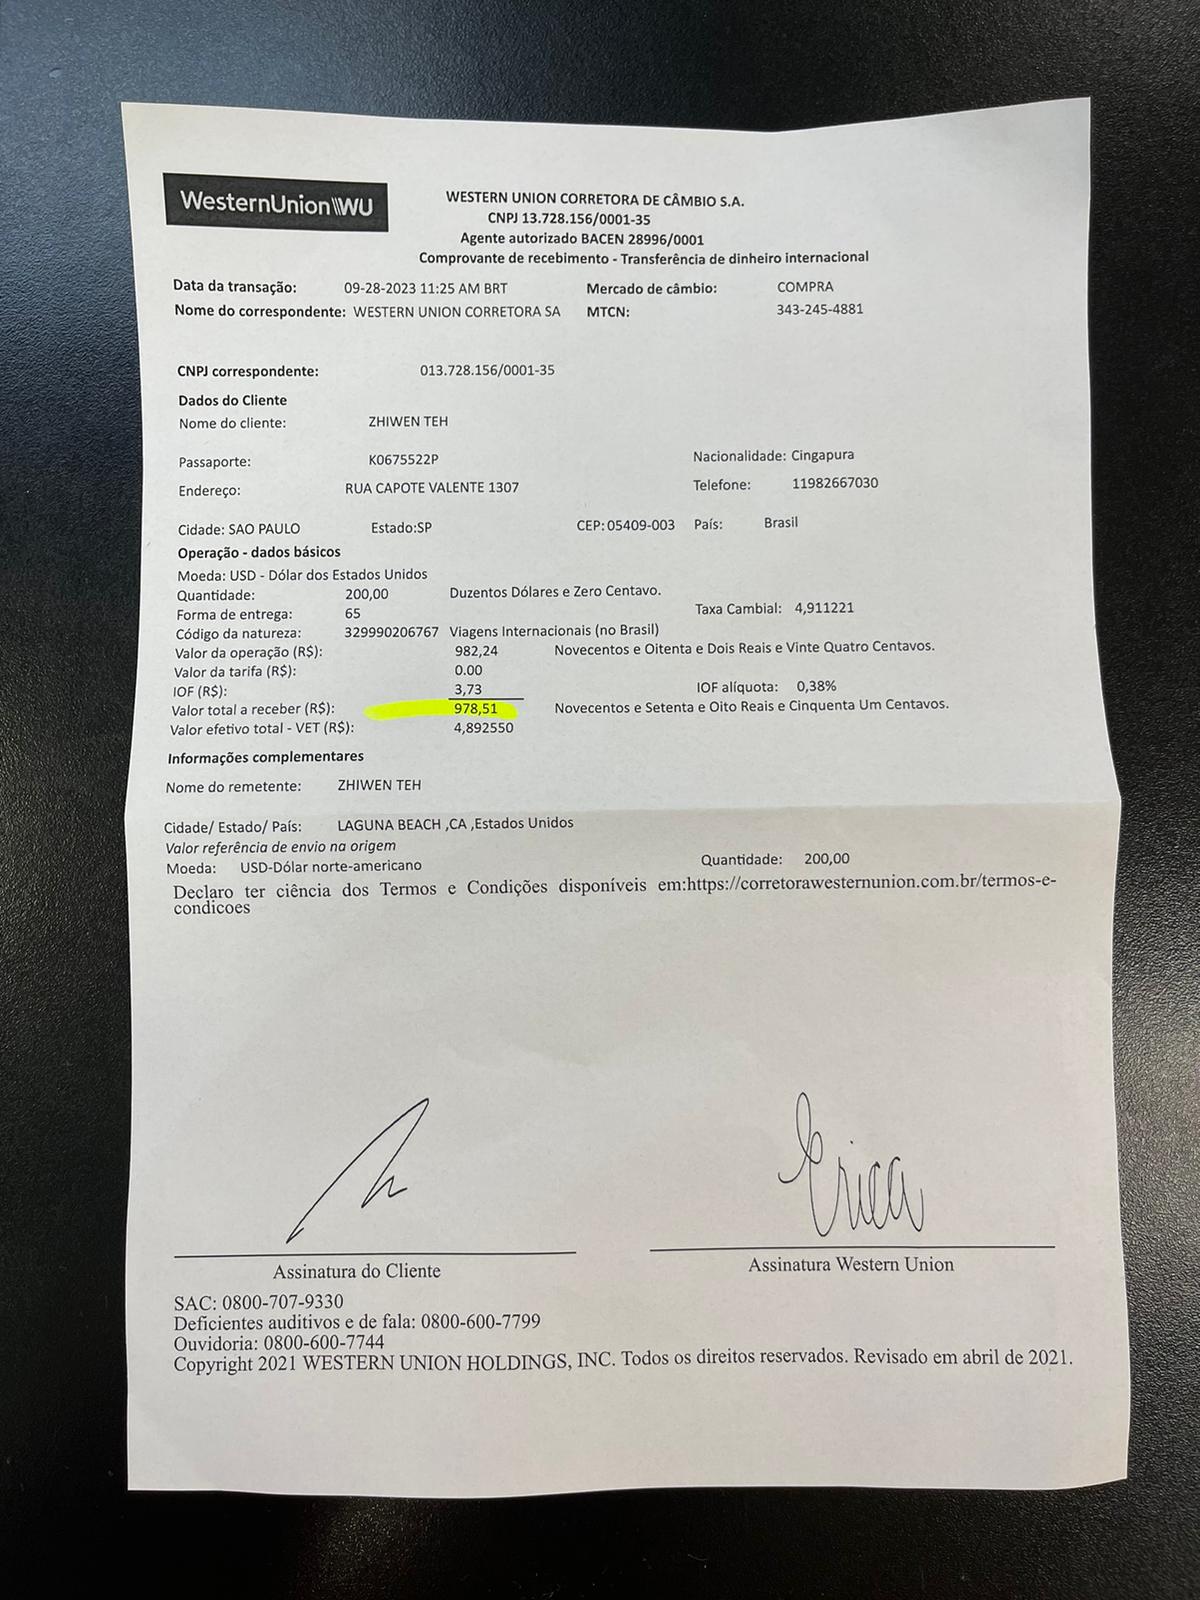 WesternUnion WU
WESTERN UNION CORRETORA DE CÂMBIO S.A.
CNPJ 13.728.156/0001-35
Agente autorizado BACEN 28996/0001
Comprovante de recebimento - Transferência de dinheiro internacional
Data da transação: 09-28-2023 11:25 AM BRT Mercado de câmbio: COMPRA
Nome do correspondente: WESTERN UNION CORRETORA SA MTCN: 343-245-4881
CNPJ correspondente: 013.728.156/0001-35
Dados do Cliente
Nome do cliente: ZHIWEN TEH
Passaporte: K0675522P Nacionalidade: Cingapura
Endereço: RUA CAPOTE VALENTE 1307 Telefone: 11982667030
Cidade: SAO PAULO Estado:SP CEP: 05409-003 País: Brasil
Operação - dados básicos
Moeda: USD - Dólar dos Estados Unidos
Quantidade: 200,00 Duzentos Dólares e Zero Centavo.
Forma de entrega: 65 Taxa Cambial: 4,911221
Código da natureza: 329990206767 Viagens Internacionais (no Brasil)
Valor da operação (R$): 982,24 Novecentos e Oitenta e Dois Reais e Vinte Quatro Centavos.
Valor da tarifa (R$): 0.00
IOF (R$): 3,73 IOF alíquota: 0,38%
Valor total a receber (R$): 978,51 Novecentos e Setenta e Oito Reais e Cinquenta Um Centavos.
Valor efetivo total - VET (R$): 4,892550
Informações complementares
Nome do remetente: ZHIWEN TEH
Cidade/ Estado/ País: LAGUNA BEACH ,CA ,Estados Unidos
Valor referência de envio na origem
Moeda: USD-Dólar norte-americano Quantidade: 200,00
Declaro ter ciência dos Termos e Condições disponíveis em:https://corretorawesternunion.com.br/termos-e-
condicoes
Erica
Assinatura do Cliente Assinatura Western Union
SAC: 0800-707-9330
Deficientes auditivos e de fala: 0800-600-7799
Ouvidoria: 0800-600-7744
Copyright 2021 WESTERN UNION HOLDINGS, INC. Todos os direitos reservados. Revisado em abril de 2021.